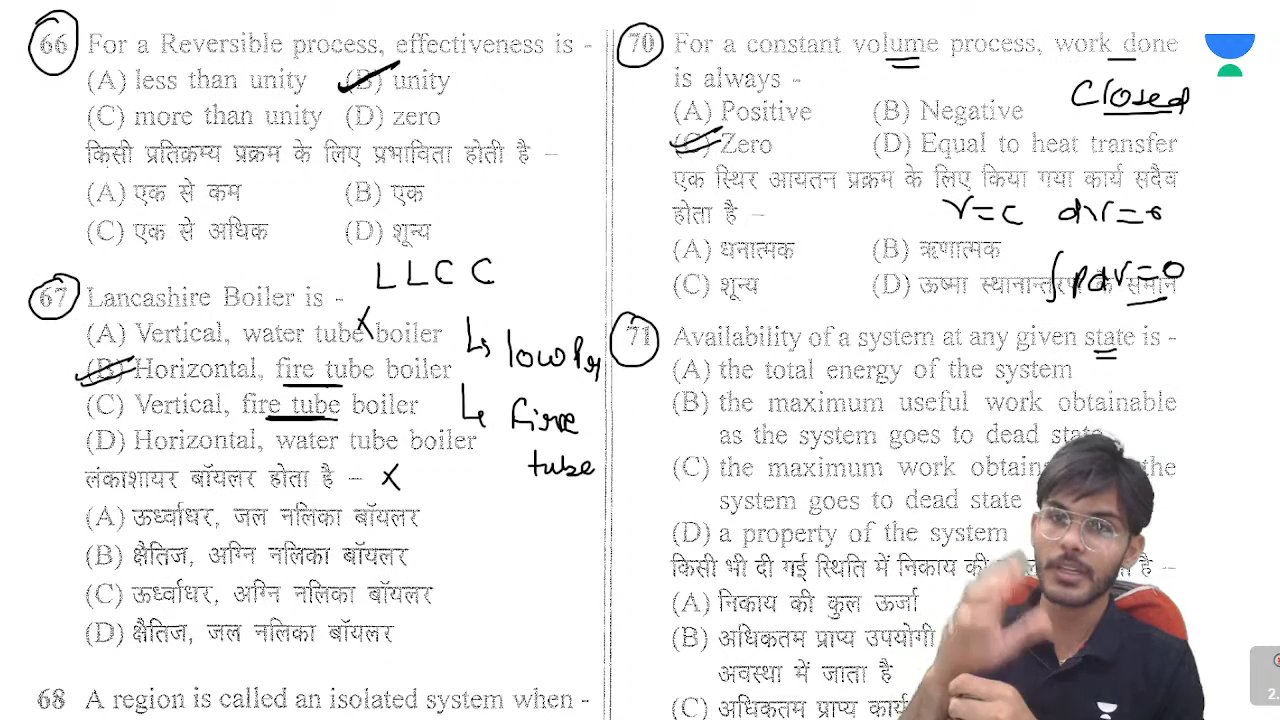 66 For a Reversible process, effectiveness is -
(A) less than unity (B) unity
(C) more than unity (D) zero
किसी प्रतिक्रम्य प्रक्रम के लिए प्रभाविता होती है –
(A) एक से कम (B) एक
(C) एक से अधिक (D) शून्य
LLCC
67 Lancashire Boiler is -
(A) Vertical, water tube boiler
(B) Horizontal, fire tube boiler
(C) Vertical, fire tube boiler
(D) Horizontal, water tube boiler
low
fire
tube
लंकाशायर बॉयलर होता है –
(A) ऊर्ध्वाधर, जल नलिका बॉयलर
(B) क्षैतिज, अग्नि नलिका बॉयलर
(C) ऊर्ध्वाधर, अग्नि नलिका बॉयलर
(D) क्षैतिज, जल नलिका बॉयलर
68 A region is called an isolated system when -
70 For a constant volume process, work done
is always -
Closed
(A) Positive (B) Negative
(C) Zero (D) Equal to heat transfer
एक स्थिर आयतन प्रक्रम के लिए किया गया कार्य सदैव
होता है –
V=C dV=0
(A) धनात्मक (B) ऋणात्मक
∫PdV=0
(C) शून्य (D) ऊष्मा स्थानान्तरण के समान
71 Availability of a system at any given state is -
(A) the total energy of the system
(B) the maximum useful work obtainable
as the system goes to dead state
(C) the maximum work the
system goes to dead state
(D) a property of the system
किसी भी दी गई स्थिति में निकाय की है –
(A) निकाय की कुल ऊर्जा
(B) अधिकतम प्राप्य उपयोगी
अवस्था में जाता है
(C) अधिकतम प्राप्य कार्य
2.